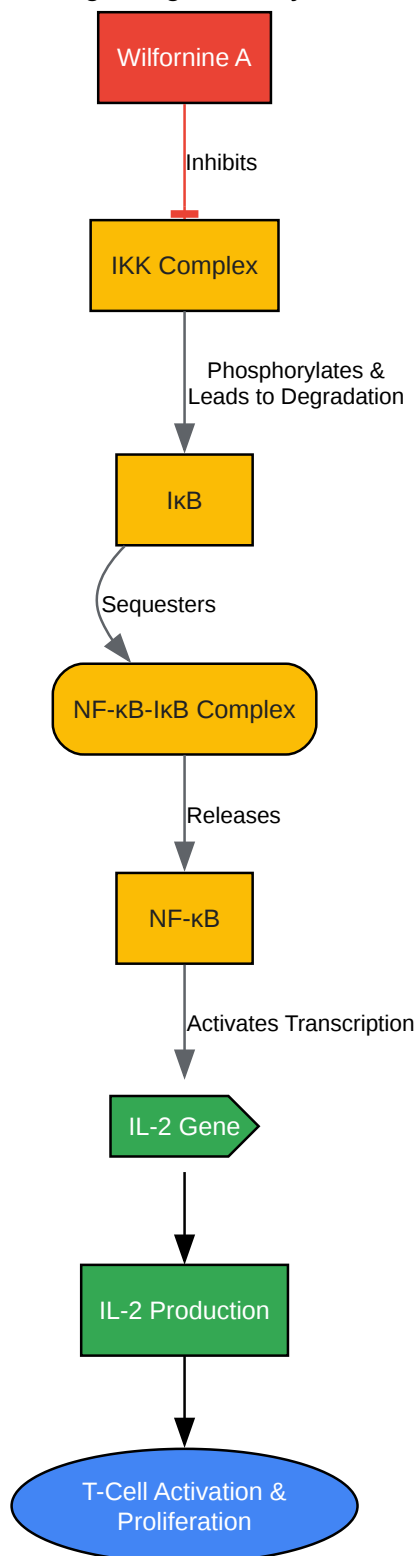 Wilfornine A
Inhibits
IKK Complex
Phosphorylates &
Leads to Degradation
IκB
Sequesters
NF-κB-IκB Complex
Releases
NF-κB
Activates Transcription
IL-2 Gene
IL-2 Production
T-Cell Activation &
Proliferation